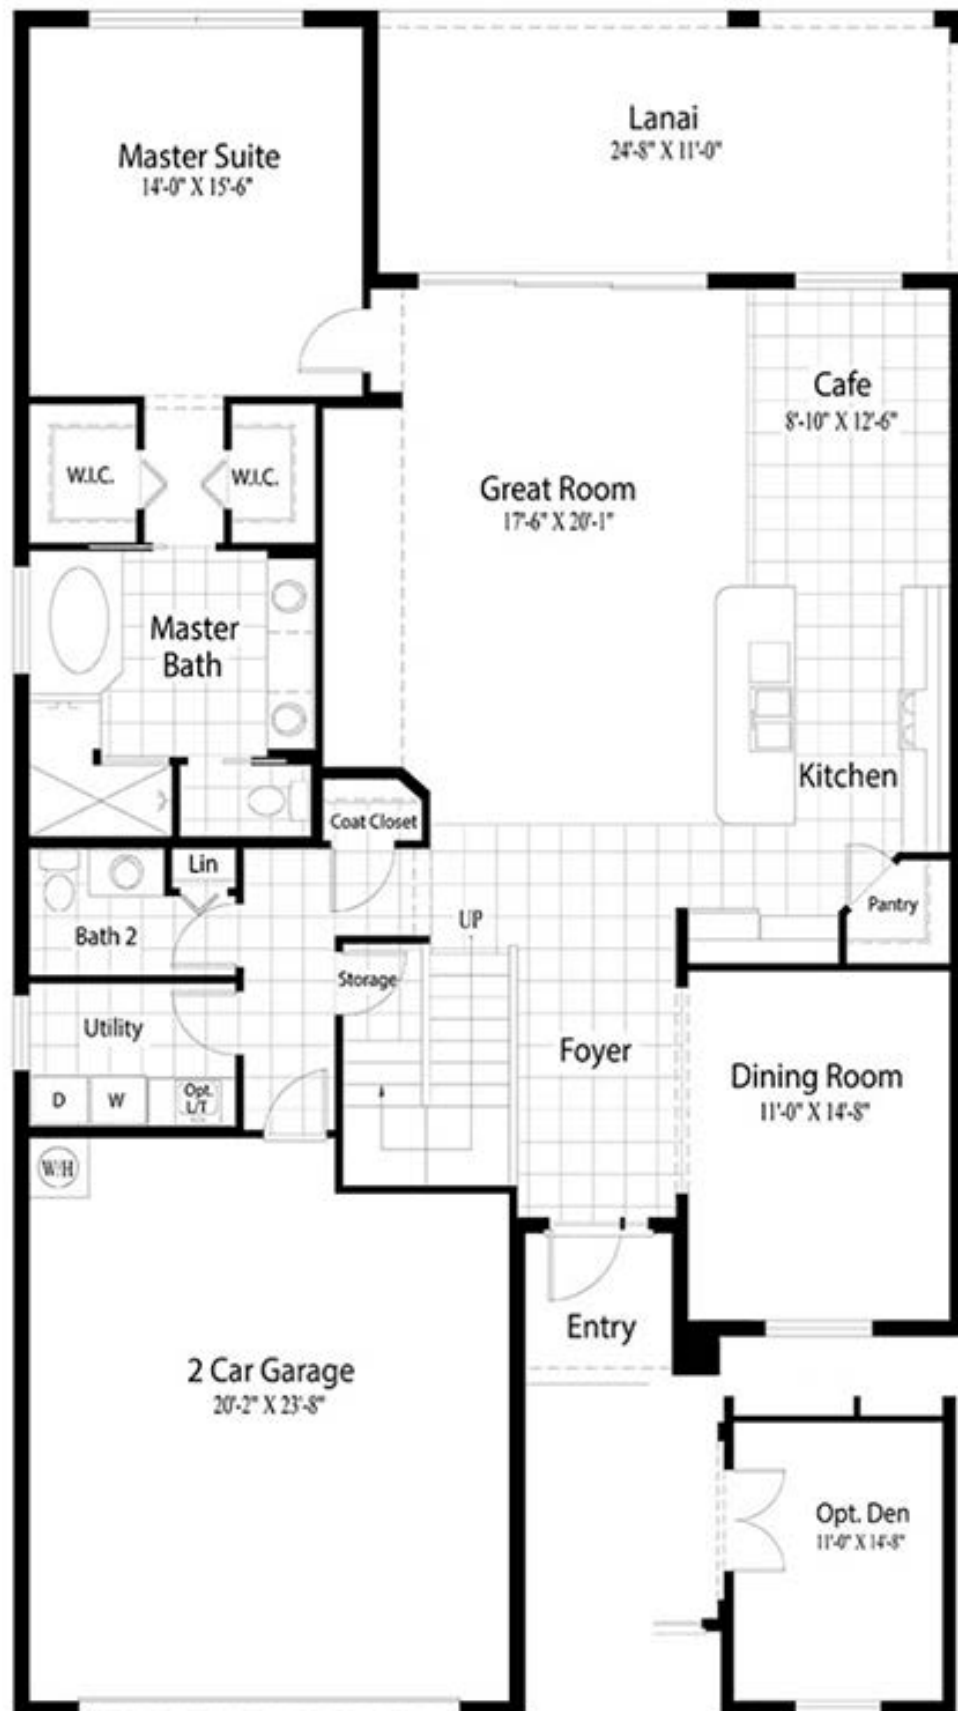 Lanai
24'-8" X 11'-0"
Master Suite
14'-0" X 15'-6"
Cafe
8'-10" X 12'-6"
W.I.C.
W.I.C.
Great Room
17'-6" X 20'-1"
Master
Bath
Kitchen
Coat Closet
Lin
Pantry
UP
Bath 2
Storage
Utility
Foyer
Dining Room
11'-0" X 14'-8"
D
W
Opt.
L/T
W/H
Entry
2 Car Garage
20'-2" X 23'-8"
Opt. Den
11'-0" X 14'-8"